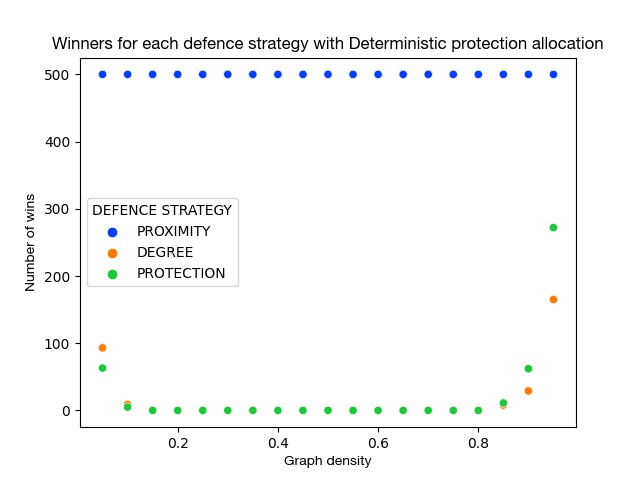 Winners for each defence strategy with Deterministic protection allocation
500
400
300
200
100
0
Number of wins
DEFENCE STRATEGY
PROXIMITY
DEGREE
PROTECTION
0.2 0.4 0.6 0.8
Graph density